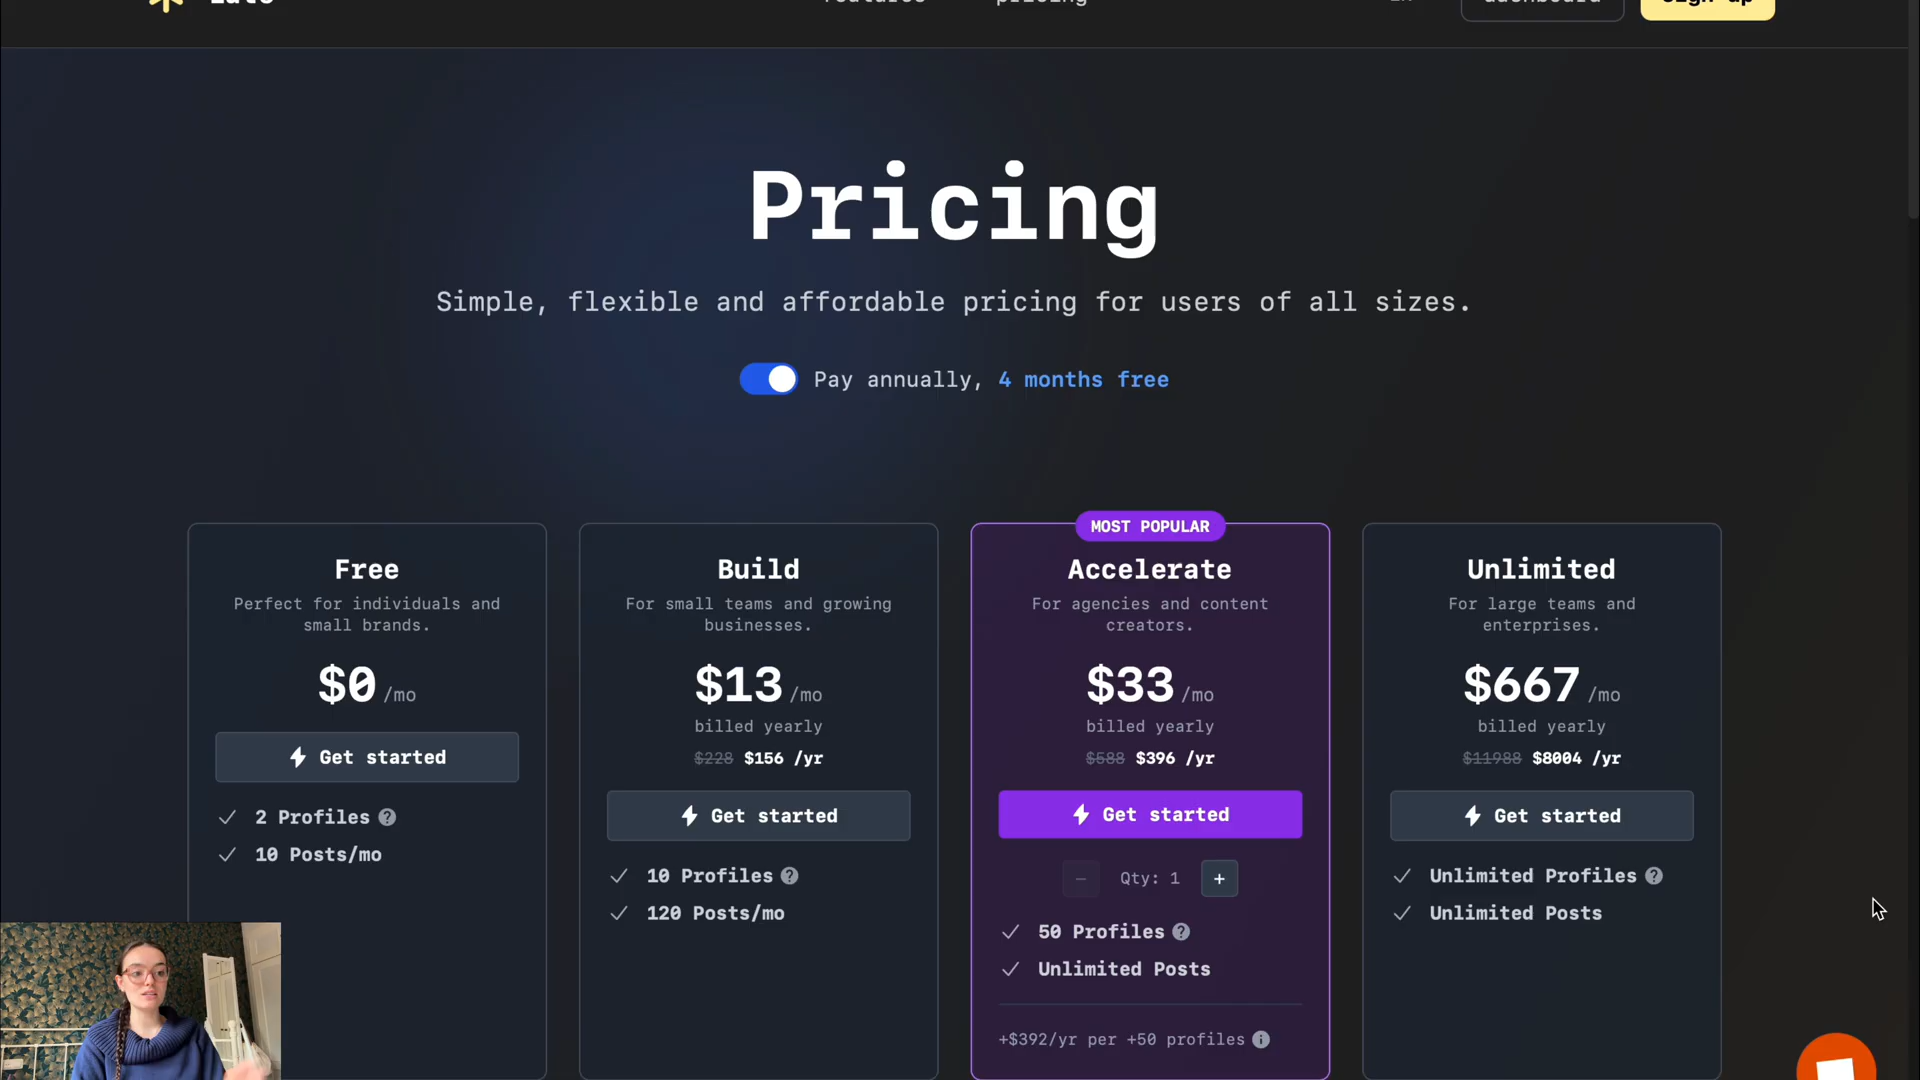 pricing
Pricing
Simple, flexible and affordable pricing for users of all sizes.
Pay annually, 4 months free
Free
Perfect for individuals and
small brands.
$0 /mo
Get started
2 Profiles ?
10 Posts/mo
Build
For small teams and growing
businesses.
$13 /mo
billed yearly
$228 $156 /yr
Get started
10 Profiles ?
120 Posts/mo
MOST POPULAR
Accelerate
For agencies and content
creators.
$33 /mo
billed yearly
$588 $396 /yr
Get started
− Qty: 1 +
50 Profiles ?
Unlimited Posts
+$392/yr per +50 profiles i
Unlimited
For large teams and
enterprises.
$667 /mo
billed yearly
$11988 $8004 /yr
Get started
Unlimited Profiles ?
Unlimited Posts